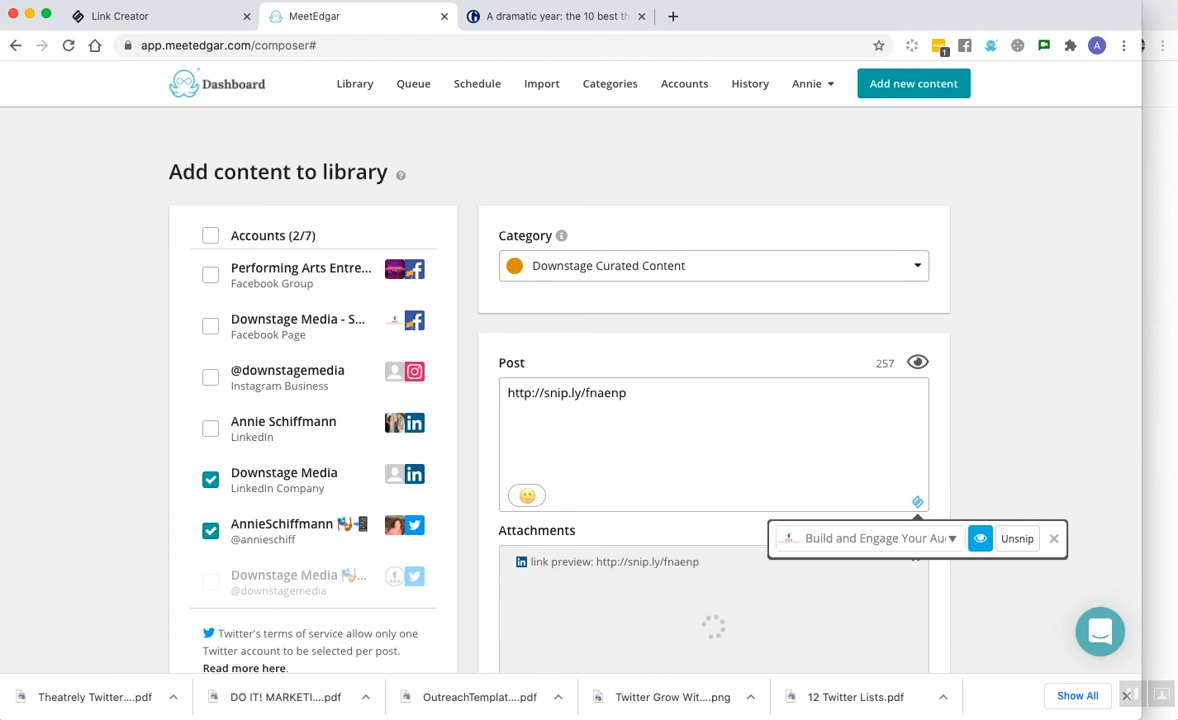 Link Creator
MeetEdgar
A dramatic year: the 10 best th
app.meetedgar.com/composer#
1
A
Dashboard
Library
Queue
Schedule
Import
Categories
Accounts
History
Annie
Add new content
Add content to library
Accounts (2/7)
Performing Arts Entre...
Facebook Group
Downstage Media - S...
Facebook Page
@downstagemedia
Instagram Business
Annie Schiffmann
LinkedIn
Downstage Media
LinkedIn Company
AnnieSchiffmann
@annieschiff
Downstage Media
@downstagemedia
Twitter's terms of service allow only one
Twitter account to be selected per post.
Read more here.
Category
Downstage Curated Content
Post
257
http://snip.ly/fnaenp
Attachments
Build and Engage Your Au
Unsnip
link preview: http://snip.ly/fnaenp
Theatrely Twitter....pdf
DO IT! MARKETI....pdf
OutreachTemplat....pdf
Twitter Grow Wit....png
12 Twitter Lists.pdf
Show All